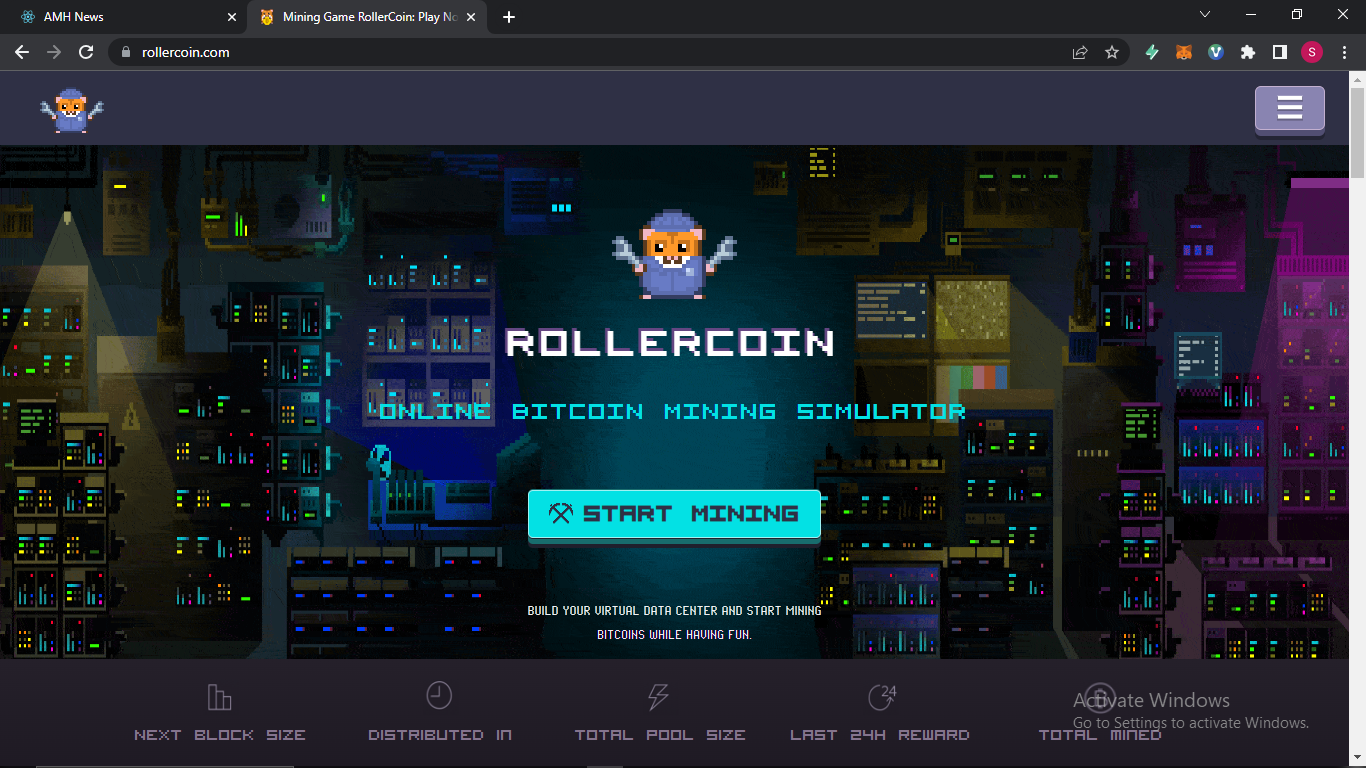 AMH News
Mining Game RollerCoin: Play No
rollercoin.com
S
ROLLERCOIN
ONLINE BITCOIN MINING SIMULATOR
START MINING
BUILD YOUR VIRTUAL DATA CENTER AND START MINING
BITCOINS WHILE HAVING FUN.
24
NEXT BLOCK SIZE
DISTRIBUTED IN
TOTAL POOL SIZE
LAST 24H REWARD
TOTAL MINED
Activate Windows
Go to Settings to activate Windows.